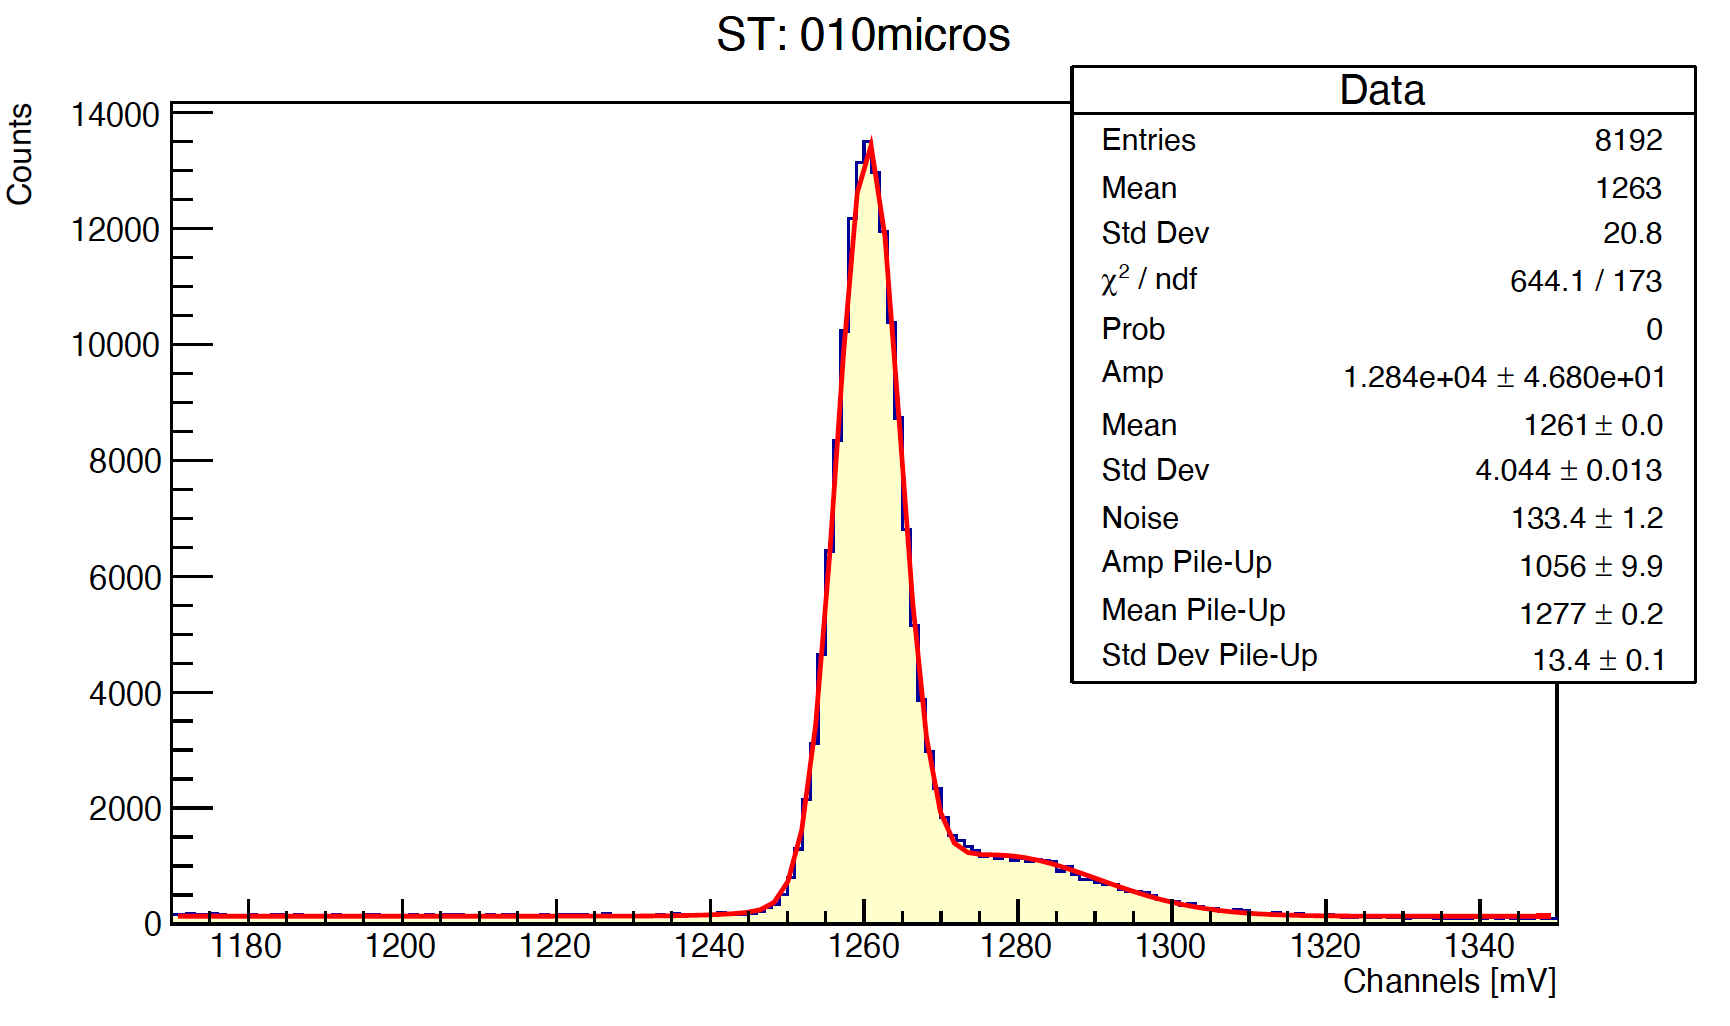 ST: 010micros
Counts
14000
12000
10000
8000
6000
4000
2000
0
1180 1200 1220 1240 1260 1280 1300 1320 1340
Channels [mV]
Data
Entries 8192
Mean 1263
Std Dev 20.8
χ² / ndf 644.1 / 173
Prob 0
Amp 1.284e+04 ± 4.680e+01
Mean 1261 ± 0.0
Std Dev 4.044 ± 0.013
Noise 133.4 ± 1.2
Amp Pile-Up 1056 ± 9.9
Mean Pile-Up 1277 ± 0.2
Std Dev Pile-Up 13.4 ± 0.1